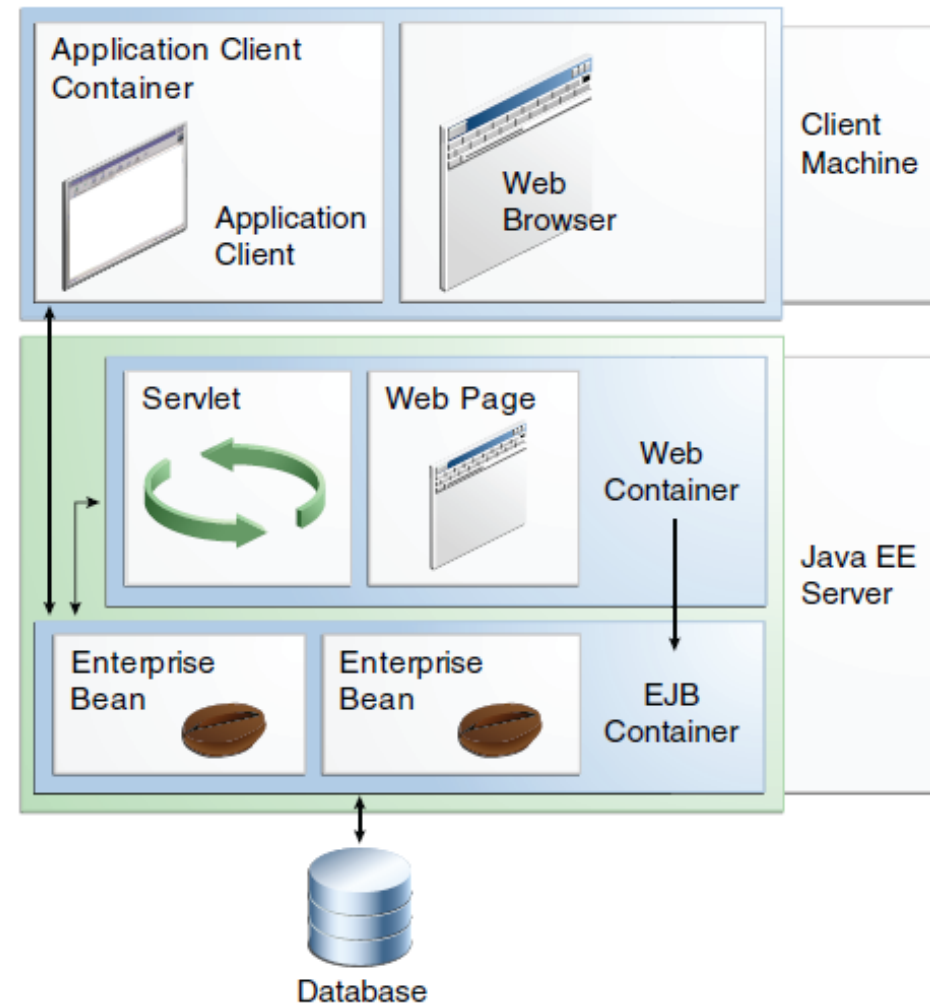 Application Client
Container
Application
Client
Web
Browser
Client
Machine
Servlet
Web Page
Web
Container
Java EE
Server
Enterprise
Bean
Enterprise
Bean
EJB
Container
Database